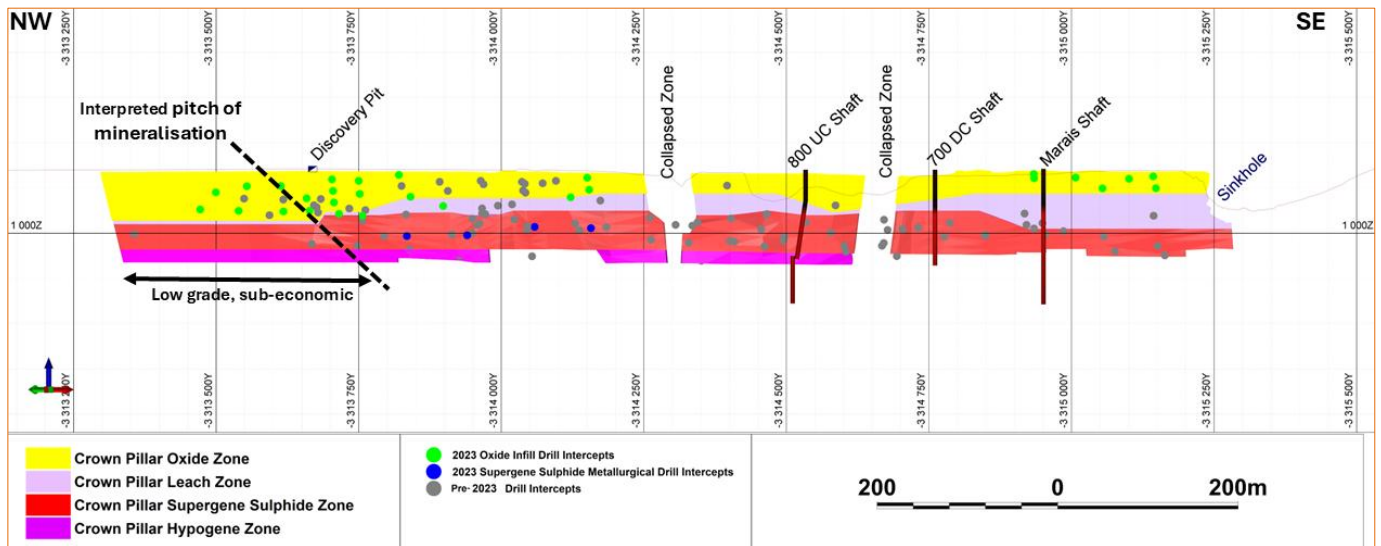 NW
SE
-3 313 250Y
-3 313 500Y
-3 313 750Y
-3 314 000Y
-3 314 250Y
-3 314 500Y
-3 314 750Y
-3 315 000Y
-3 315 250Y
-3 315 500Y
Interpreted pitch of
mineralisation
Discovery Pit
Collapsed Zone
800 UC Shaft
Collapsed Zone
700 DC Shaft
Marais Shaft
Sinkhole
1 000Z
1 000Z
Low grade, sub-economic
-3 313 500Y
-3 313 750Y
-3 314 000Y
-3 314 250Y
-3 314 500Y
-3 314 750Y
-3 315 000Y
-3 315 250Y
-3 315 500Y
Crown Pillar Oxide Zone
Crown Pillar Leach Zone
Crown Pillar Supergene Sulphide Zone
Crown Pillar Hypogene Zone
2023 Oxide Infill Drill Intercepts
2023 Supergene Sulphide Metallurgical Drill Intercepts
Pre-2023 Drill Intercepts
200
0
200m